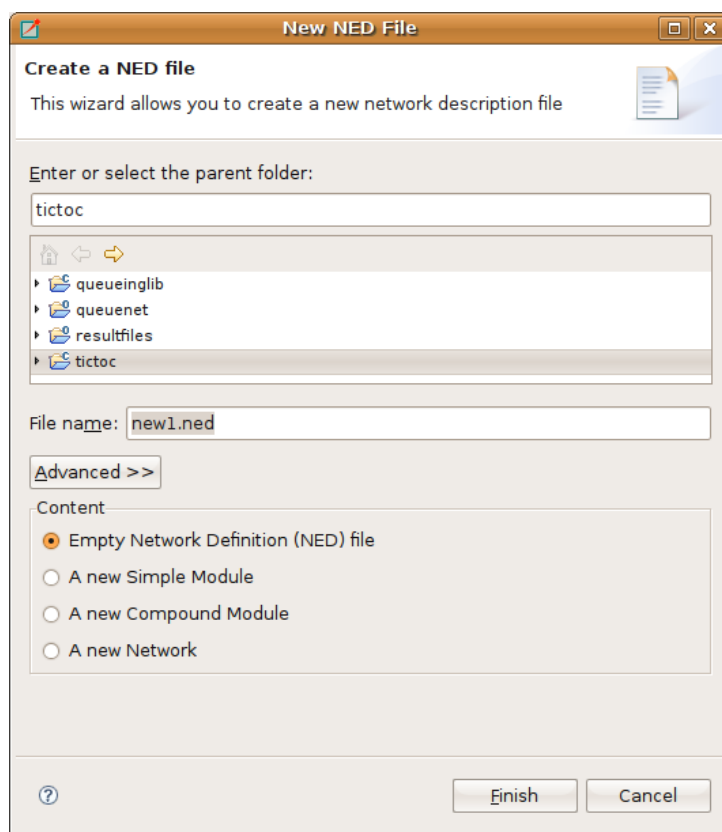 New NED File
Create a NED file
This wizard allows you to create a new network description file
Enter or select the parent folder:
tictoc
queueinglib
queuenet
resultfiles
tictoc
File name: new1.ned
Advanced >>
Content
Empty Network Definition (NED) file
A new Simple Module
A new Compound Module
A new Network
Finish Cancel